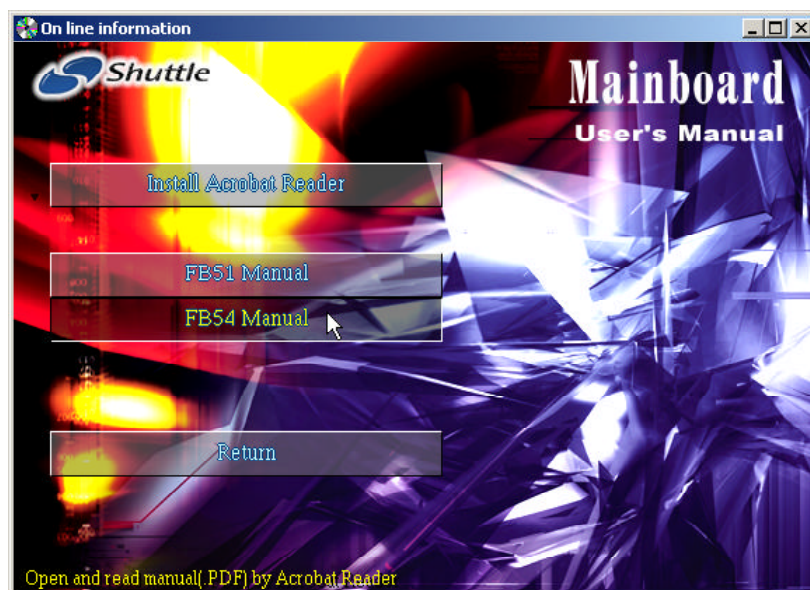 On line information
Shuttle
Mainboard
User's Manual
Install Acrobat Reader
FB51 Manual
FB54 Manual
Return
Open and read manual(.PDF) by Acrobat Reader